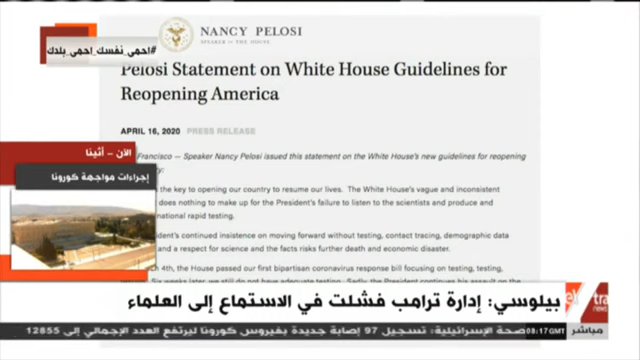 NANCY PELOSI
SPEAKER OF THE HOUSE
#احمى_نفسك_احمى_بلدك
Pelosi Statement on White House Guidelines for
Reopening America
APRIL 16, 2020 PRESS RELEASE
الآن - أثينا
إجراءات مواجهة كورونا
Francisco — Speaker Nancy Pelosi issued this statement on the White House's new guidelines for reopening
the key to opening our country to resume our lives. The White House's vague and inconsistent
does nothing to make up for the President's failure to listen to the scientists and produce and
national rapid testing.
ident's continued insistence on moving forward without testing, contact tracing, demographic data
and a respect for science and the facts risks further death and economic disaster.
4th, the House passed our first bipartisan coronavirus response bill focusing on testing, testing,
بيلوسي: إدارة ترامب فشلت في الاستماع إلى العلماء
صحة الإسرائيلية: تسجيل 97 إصابة جديدة بفيروس كورونا ليرتفع العدد الإجمالي إلى 12855
08:17GMT
مباشر